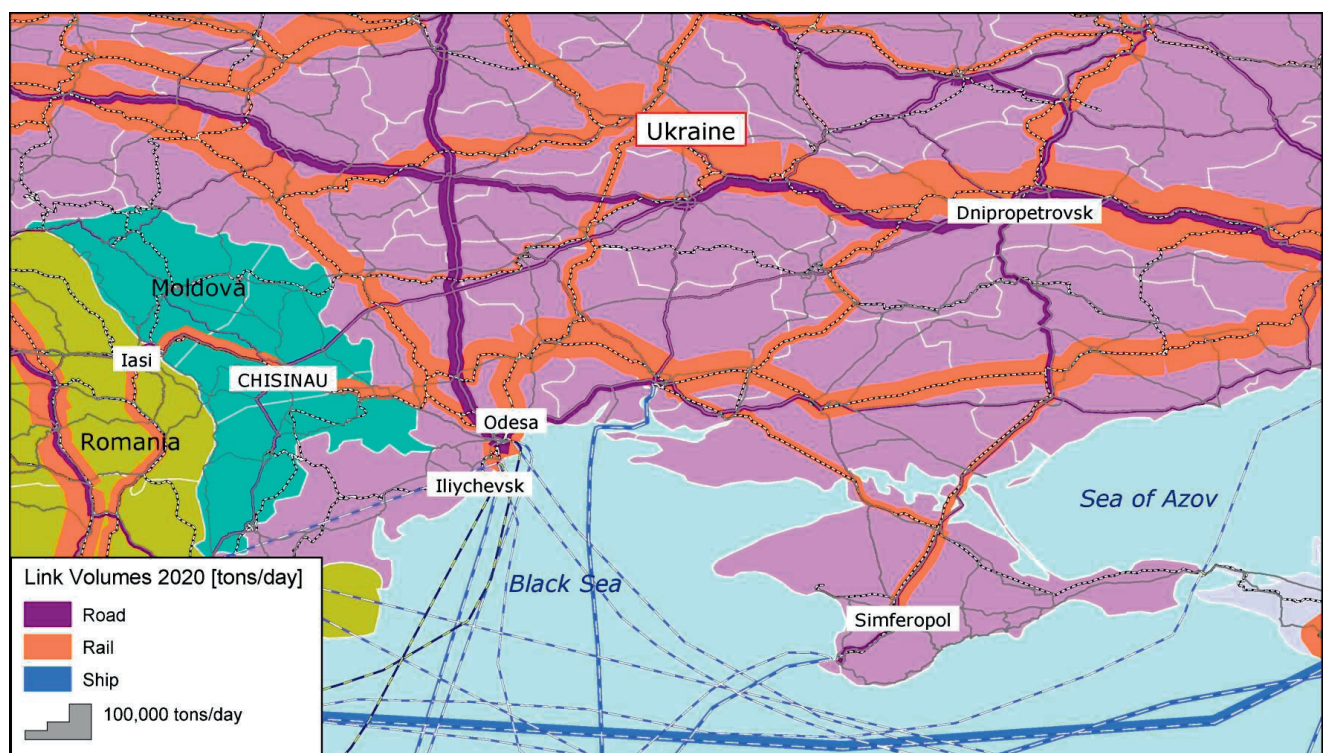 Ukraine
Dnipropetrovsk
Moldova
Iasi
CHISINAU
Odesa
Romania
Iliychevsk
Sea of Azov
Black Sea
Simferopol
Link Volumes 2020 [tons/day]
Road
Rail
Ship
100,000 tons/day